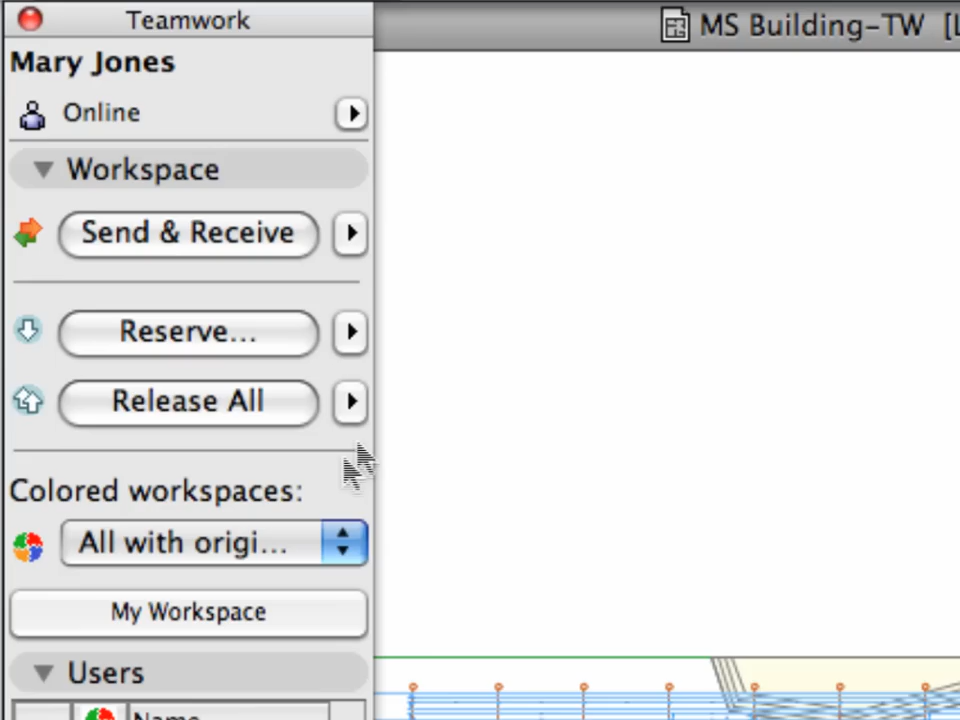 Teamwork
MS Building-TW [L
Mary Jones
Online
Workspace
Send & Receive
Reserve...
Release All
Colored workspaces:
All with origi...
My Workspace
Users
Name